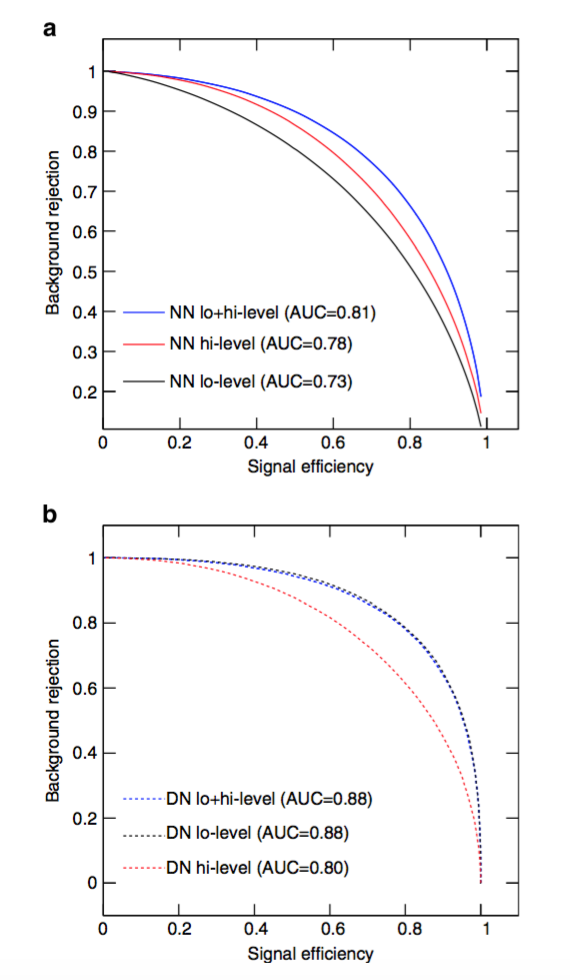 a
1
0.9
0.8
0.7
0.6
0.5
0.4
0.3
0.2
Background rejection
NN lo+hi-level (AUC=0.81)
NN hi-level (AUC=0.78)
NN lo-level (AUC=0.73)
0 0.2 0.4 0.6 0.8 1
Signal efficiency
b
1
0.8
0.6
0.4
0.2
0
Background rejection
DN lo+hi-level (AUC=0.88)
DN lo-level (AUC=0.88)
DN hi-level (AUC=0.80)
0 0.2 0.4 0.6 0.8 1
Signal efficiency